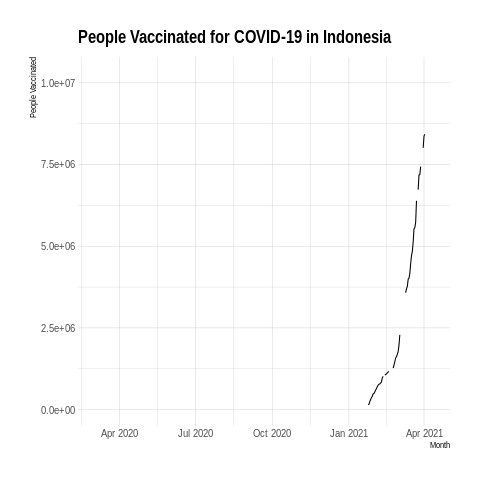 People Vaccinated for COVID-19 in Indonesia
People Vaccinated
1.0e+07
7.5e+06
5.0e+06
2.5e+06
0.0e+00
Apr 2020 Jul 2020 Oct 2020 Jan 2021 Apr 2021
Month